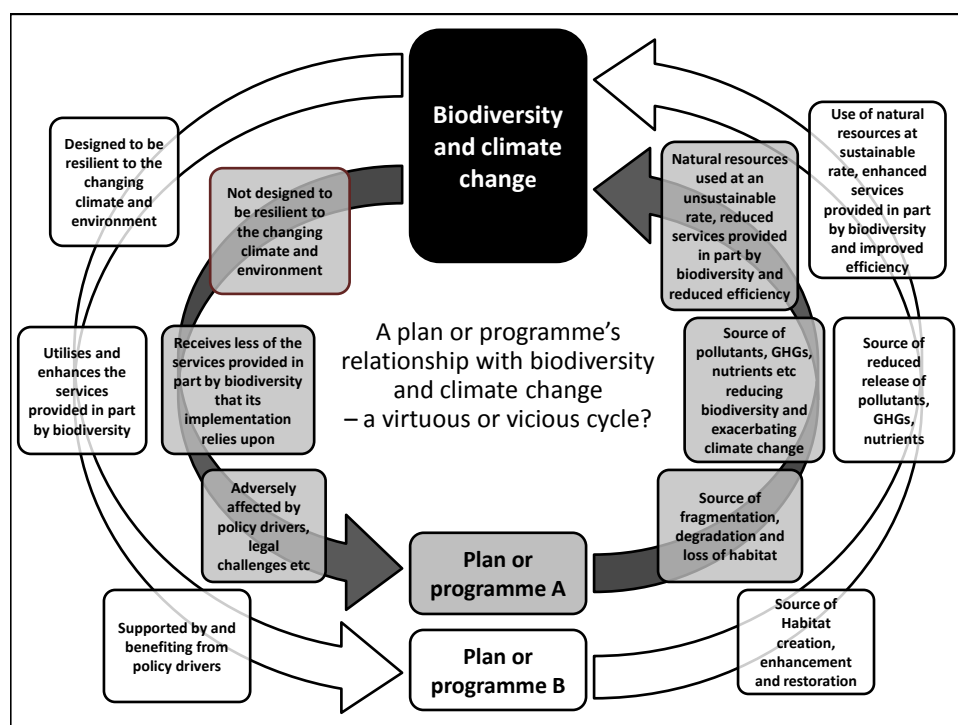 Biodiversity
and climate
change
Designed to be
resilient to the
changing
climate and
environment
Not designed to
be resilient to
the changing
climate and
environment
Natural resources
used at an
unsustainable
rate, reduced
services provided
in part by
biodiversity and
reduced efficiency
Use of natural
resources at
sustainable
rate, enhanced
services
provided in part
by biodiversity
and improved
efficiency
Utilises and
enhances the
services
provided in part
by biodiversity
Receives less of the
services provided in
part by biodiversity
that its
implementation
relies upon
A plan or programme’s
relationship with biodiversity
and climate change
– a virtuous or vicious cycle?
Source of
pollutants, GHGs,
nutrients etc
reducing
biodiversity and
exacerbating
climate change
Source of
reduced
release of
pollutants,
GHGs,
nutrients
Adversely
affected by
policy drivers,
legal
challenges etc
Source of
fragmentation,
degradation and
loss of habitat
Plan or
programme A
Supported by and
benefiting from
policy drivers
Plan or
programme B
Source of
Habitat
creation,
enhancement
and restoration